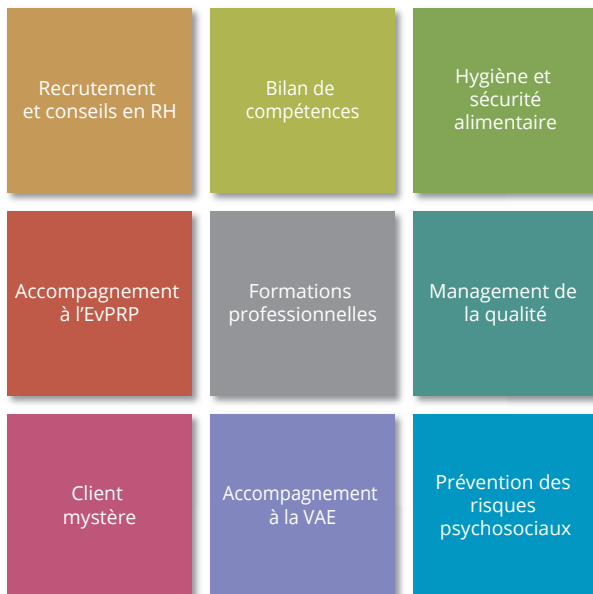 Recrutement
et conseils en RH
Bilan de
compétences
Hygiène et
sécurité
alimentaire
Accompagnement
à l'EvPRP
Formations
professionnelles
Management de
la qualité
Client
mystère
Accompagnement
à la VAE
Prévention des
risques
psychosociaux